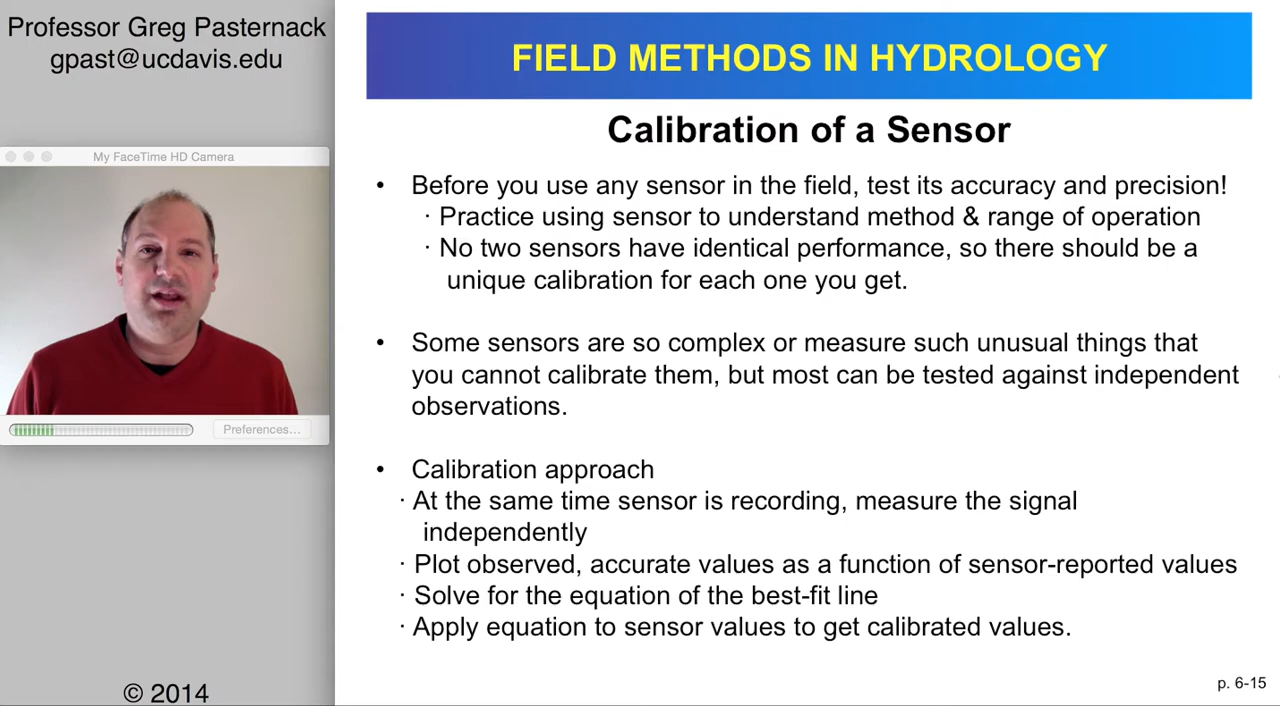 Professor Greg Pasternack
gpast@ucdavis.edu
My FaceTime HD Camera
Preferences...
© 2014
FIELD METHODS IN HYDROLOGY
Calibration of a Sensor
• Before you use any sensor in the field, test its accuracy and precision!
· Practice using sensor to understand method & range of operation
· No two sensors have identical performance, so there should be a
unique calibration for each one you get.
• Some sensors are so complex or measure such unusual things that
you cannot calibrate them, but most can be tested against independent
observations.
• Calibration approach
· At the same time sensor is recording, measure the signal
independently
· Plot observed, accurate values as a function of sensor-reported values
· Solve for the equation of the best-fit line
· Apply equation to sensor values to get calibrated values.
p. 6-15